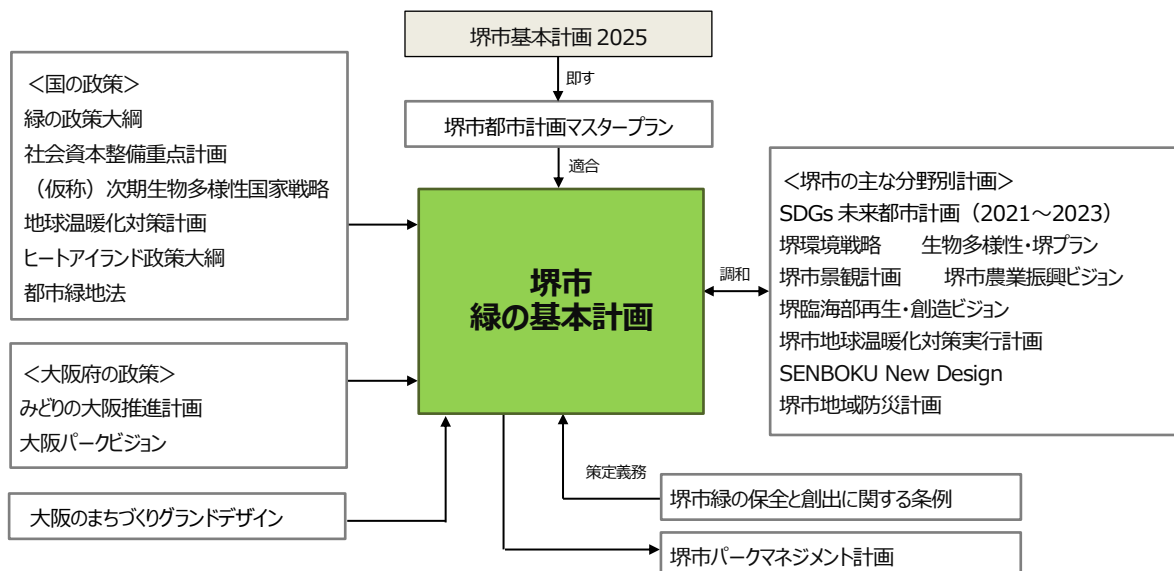 堺市基本計画 2025
即す
堺市都市計画マスタープラン
適合
＜国の政策＞
緑の政策大綱
社会資本整備重点計画
（仮称）次期生物多様性国家戦略
地球温暖化対策計画
ヒートアイランド政策大綱
都市緑地法
＜大阪府の政策＞
みどりの大阪推進計画
大阪パークビジョン
大阪のまちづくりグランドデザイン
堺市
緑の基本計画
調和
＜堺市の主な分野別計画＞
SDGs 未来都市計画（2021～2023）
堺環境戦略　　生物多様性・堺プラン
堺市景観計画　　堺市農業振興ビジョン
堺臨海部再生・創造ビジョン
堺市地球温暖化対策実行計画
SENBOKU New Design
堺市地域防災計画
策定義務
堺市緑の保全と創出に関する条例
堺市パークマネジメント計画